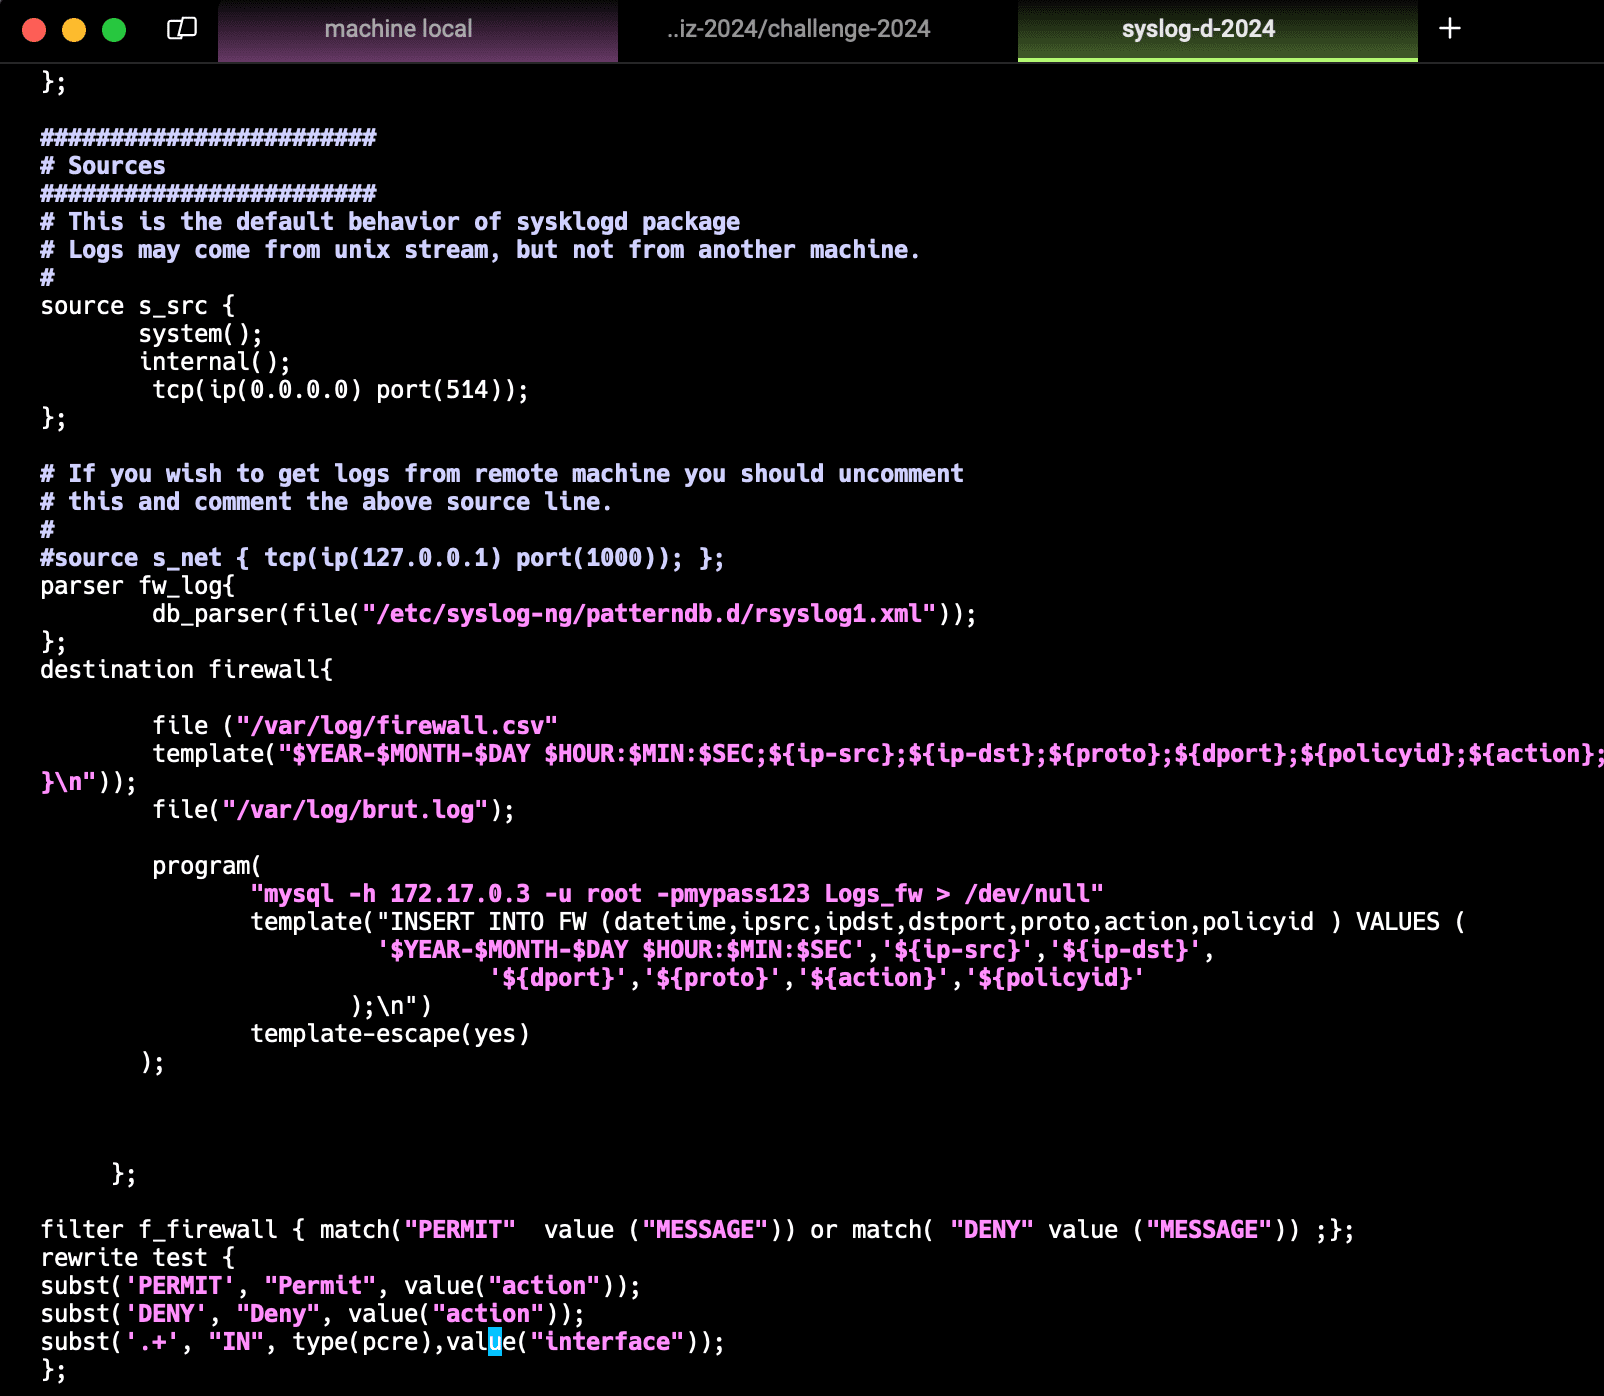 machine local
..iz-2024/challenge-2024
syslog-d-2024
+
};
########################
# Sources
########################
# This is the default behavior of sysklogd package
# Logs may come from unix stream, but not from another machine.
#
source s_src {
       system();
       internal();
        tcp(ip(0.0.0.0) port(514));
};
# If you wish to get logs from remote machine you should uncomment
# this and comment the above source line.
#
#source s_net { tcp(ip(127.0.0.1) port(1000)); };
parser fw_log{
        db_parser(file("/etc/syslog-ng/patterndb.d/rsyslog1.xml"));
};
destination firewall{
        file ("/var/log/firewall.csv"
        template("$YEAR-$MONTH-$DAY $HOUR:$MIN:$SEC;${ip-src};${ip-dst};${proto};${dport};${policyid};${action};
}\n"));
        file("/var/log/brut.log");
        program(
               "mysql -h 172.17.0.3 -u root -pmypass123 Logs_fw > /dev/null"
               template("INSERT INTO FW (datetime,ipsrc,ipdst,dstport,proto,action,policyid ) VALUES (
                        '$YEAR-$MONTH-$DAY $HOUR:$MIN:$SEC','${ip-src}','${ip-dst}',
                                '${dport}','${proto}','${action}','${policyid}'
                      );\n")
               template-escape(yes)
       );
     };
filter f_firewall { match("PERMIT"  value ("MESSAGE")) or match( "DENY" value ("MESSAGE")) ;};
rewrite test {
subst('PERMIT', "Permit", value("action"));
subst('DENY', "Deny", value("action"));
subst('.+', "IN", type(pcre),value("interface"));
};